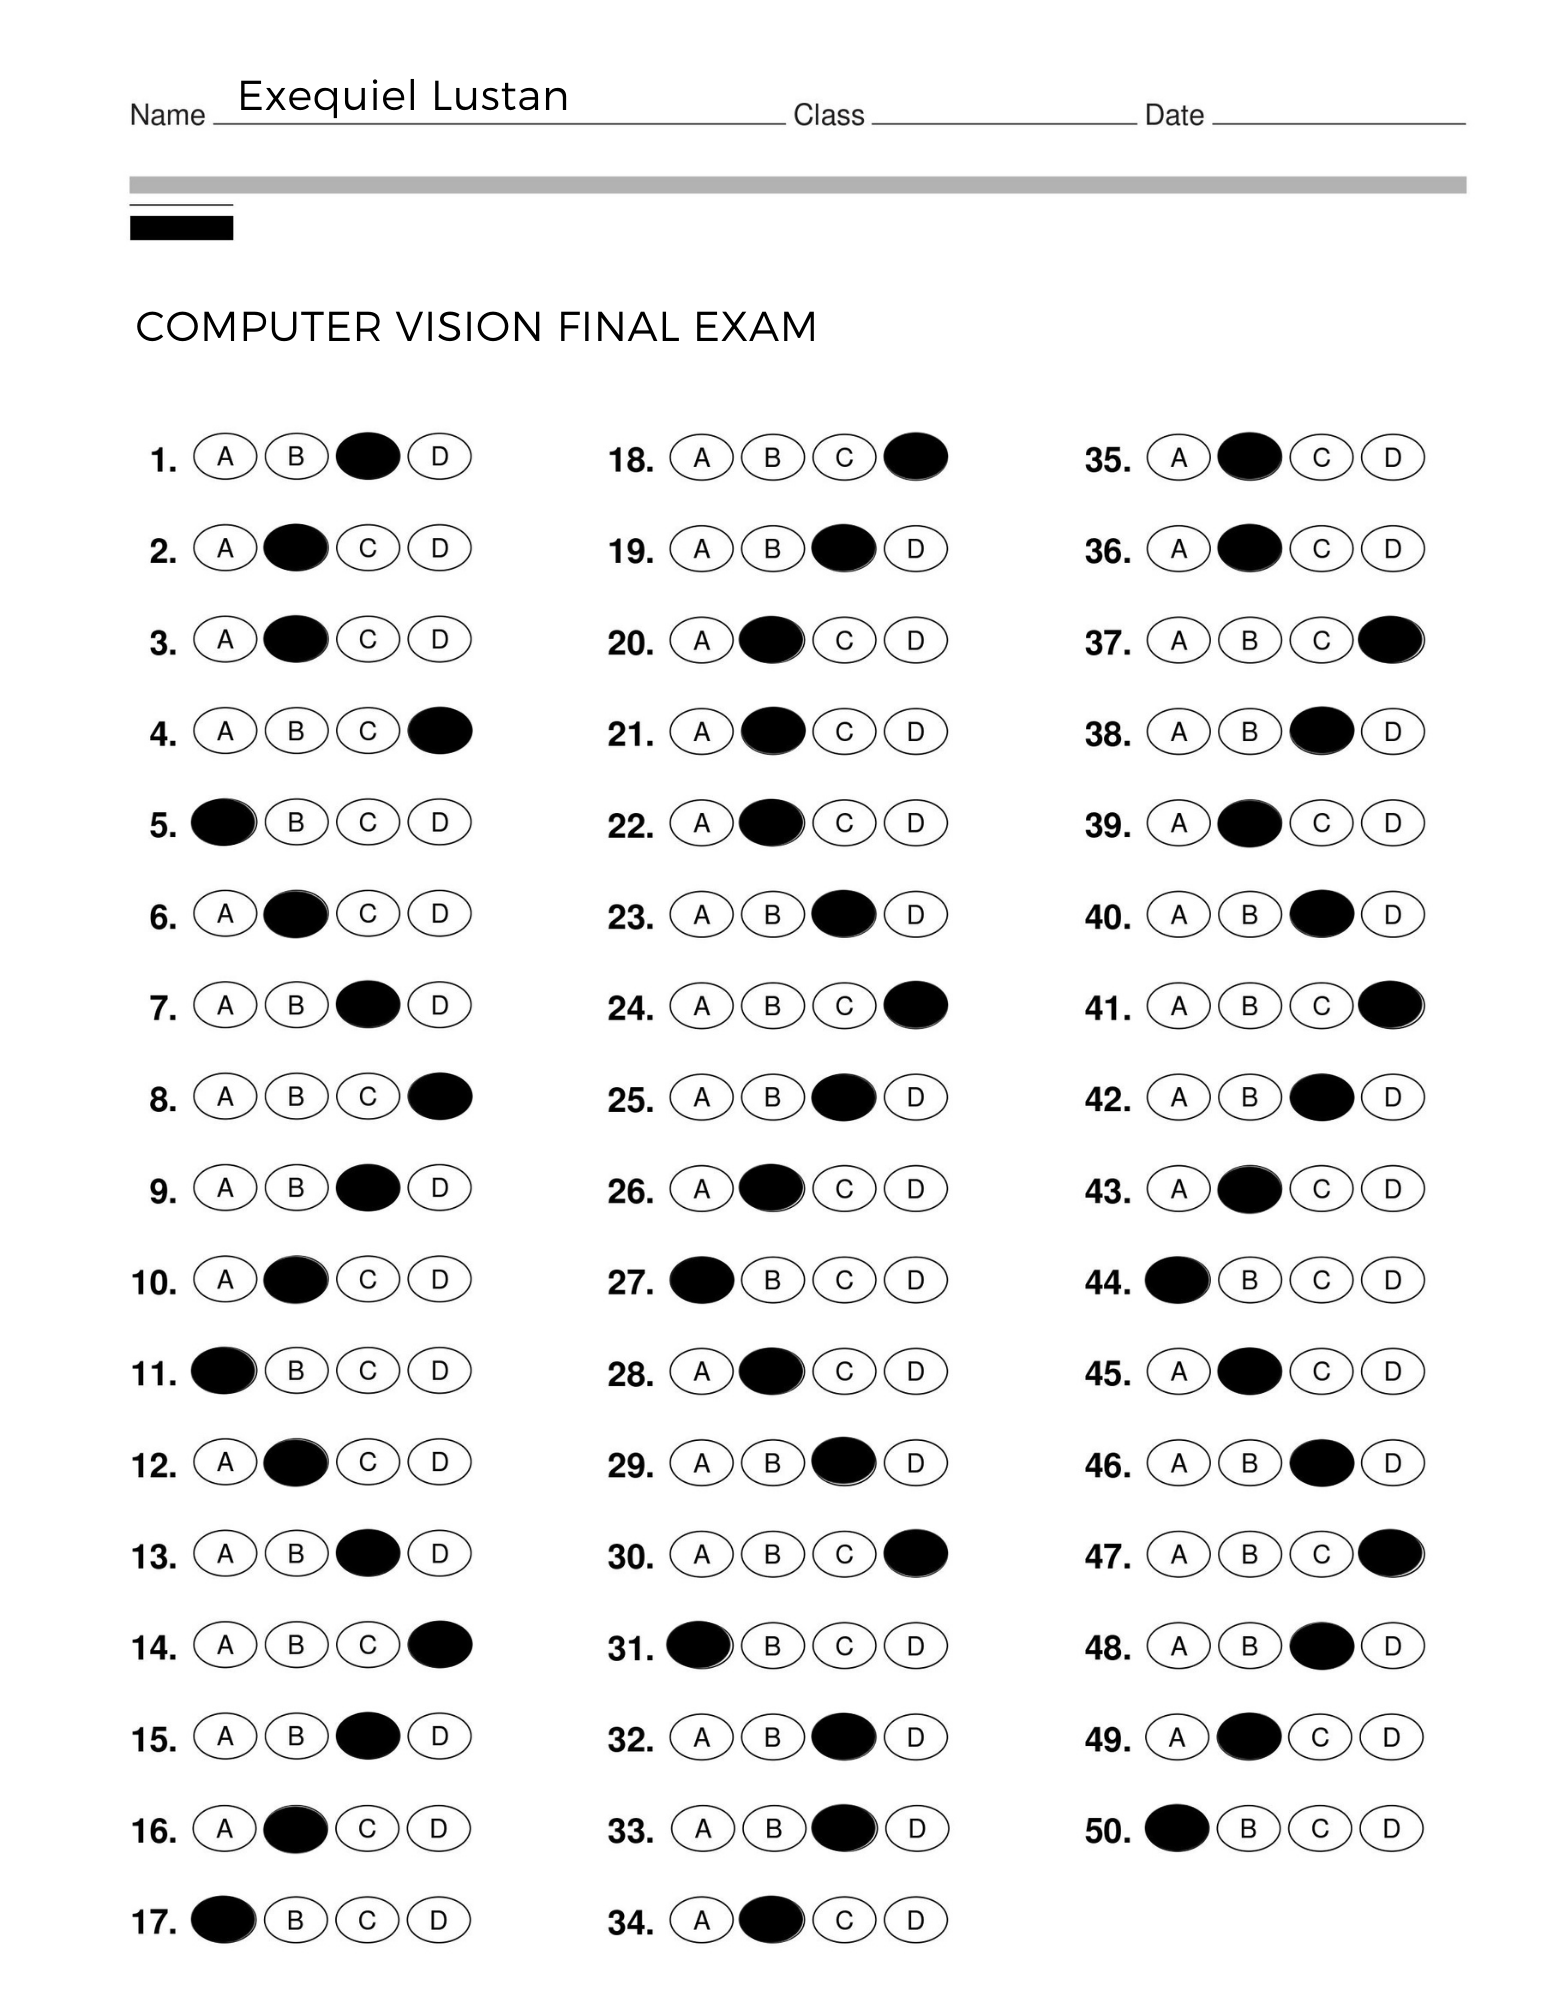 Name Exequiel Lustan Class Date
COMPUTER VISION FINAL EXAM
1. A B D
2. A C D
3. A C D
4. A B C
5. B C D
6. A C D
7. A B D
8. A B C
9. A B D
10. A C D
11. B C D
12. A C D
13. A B D
14. A B C
15. A B D
16. A C D
17. B C D
18. A B C
19. A B D
20. A C D
21. A C D
22. A C D
23. A B D
24. A B C
25. A B D
26. A C D
27. B C D
28. A C D
29. A B D
30. A B C
31. B C D
32. A B D
33. A B D
34. A C D
35. A C D
36. A C D
37. A B C
38. A B D
39. A C D
40. A B D
41. A B C
42. A B D
43. A C D
44. B C D
45. A C D
46. A B D
47. A B C
48. A B D
49. A C D
50. B C D